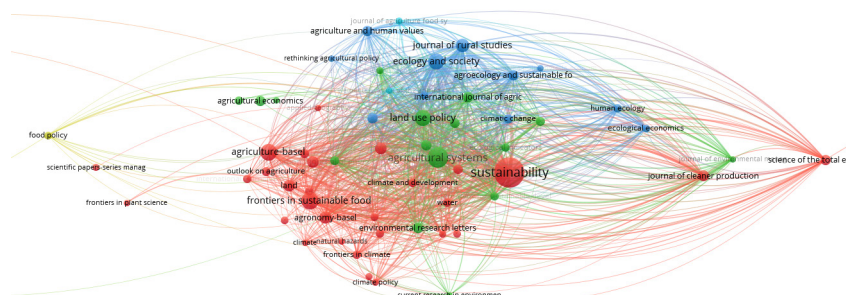 journal of agriculture food sy
agriculture and human values
journal of rural studies
rethinking agricultural policy
ecology and society
agroecology and sustainable fo
agricultural economics
international journal of agric
human ecology
land use policy
climatic change
ecological economics
food policy
agriculture-basel
agricultural systems
science of the total e
scientific papers-series manag
outlook on agriculture
sustainability
journal of cleaner production
land
climate and development
frontiers in plant science
frontiers in sustainable food
water
agronomy-basel
environmental research letters
climate
natural hazards
frontiers in climate
climate policy
current research in environmen